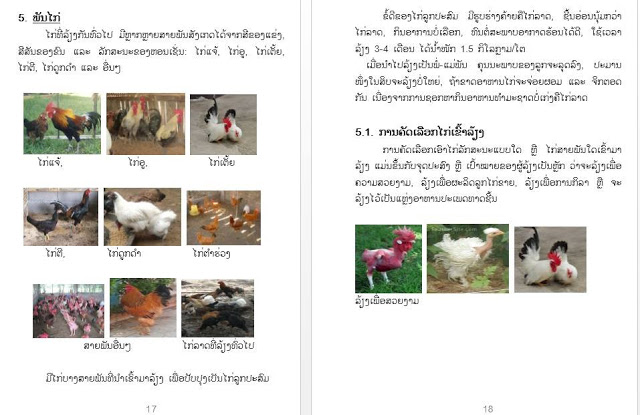 5. ພັນໄກ່
ໄກ່ທີ່ລ້ຽງກັນທົ່ວໄປ ມີຫຼາກຫຼາຍສາຍພັນສັງເກດໄດ້ຈາກສີຂອງແຂ່ງ,
ສີສັນຂອງຂົນ ແລະ ລັກສະນະຂອງຫອນເຊັ່ນ: ໄກ່ແຈ້, ໄກ່ອູ, ໄກ່ເຕັ້ຍ,
ໄກ່ຕີ, ໄກ່ດູກດຳ ແລະ ອື່ນໆ
ໄກ່ແຈ້, ໄກ່ອູ, ໄກ່ເຕັ້ຍ
ໄກ່ຕີ, ໄກ່ດູກດຳ ໄກ່ຕຳຮ່ວງ
ສາຍພັນອື່ນໆ ໄກ່ລາດທີ່ລ້ຽງທົ່ວໄປ
ມີໄກ່ບາງສາຍພັນທີ່ນຳເຂົ້າມາລ້ຽງ ເພື່ອປັບປຸງເປັນໄກ່ລູກປະສົມ
17
ຂໍ້ດີຂອງໄກ່ລູກປະສົມ ມີຮູບຮ່າງຄ້າຍຄືໄກ່ລາດ, ຊີ້ນອ່ອນນຸ້ມກວ່າ
ໄກ່ລາດ, ກິນອາຫານບໍ່ເລືອກ, ທົນຕໍ່ສະພາບອາກາດຮ້ອນໄດ້ດີ, ໃຊ້ເວລາ
ລ້ຽງ 3-4 ເດືອນ ໄດ້ນ້ຳໜັກ 1.5 ກິໂລກຼາມ/ໂຕ
ເມື່ອນຳໄປລ້ຽງເປັນພໍ່-ແມ່ພັນ ຄຸນນະພາບຂອງລູກຈະລຸດລົງ, ປະມານ
ໜຶ່ງໃນສິບຈະລ້ຽງບໍ່ໃຫຍ່, ຖ້າຂາດອາຫານໄກ່ຈະຈ່ອຍຜອມ ແລະ ຈິກຕອດ
ກັນ ເນື່ອງຈາກການຊອກຫາກິນອາຫານທຳມະຊາດບໍ່ເກັ່ງຄືໄກ່ລາດ
5.1. ການຄັດເລືອກໄກ່ເຂົ້າລ້ຽງ
ການຄັດເລືອກເອົາໄກ່ລັກສະນະແບບໃດ ຫຼື ໄກ່ສາຍພັນໃດເຂົ້າມາ
ລ້ຽງ ແມ່ນຂຶ້ນກັບຈຸດປະສົງ ຫຼື ເປົ້າໝາຍຂອງຜູ້ລ້ຽງເປັນຫຼັກ ວ່າຈະລ້ຽງເພື່ອ
ຄວາມສວຍງາມ, ລ້ຽງເພື່ອຜະລິດລູກໄກ່ຂາຍ, ລ້ຽງເພື່ອການກິລາ ຫຼື ຈະ
ລ້ຽງໄວ້ເປັນແຫຼ່ງອາຫານປະເພດທາດຊີ້ນ
ລ້ຽງເພື່ອສວຍງາມ
18